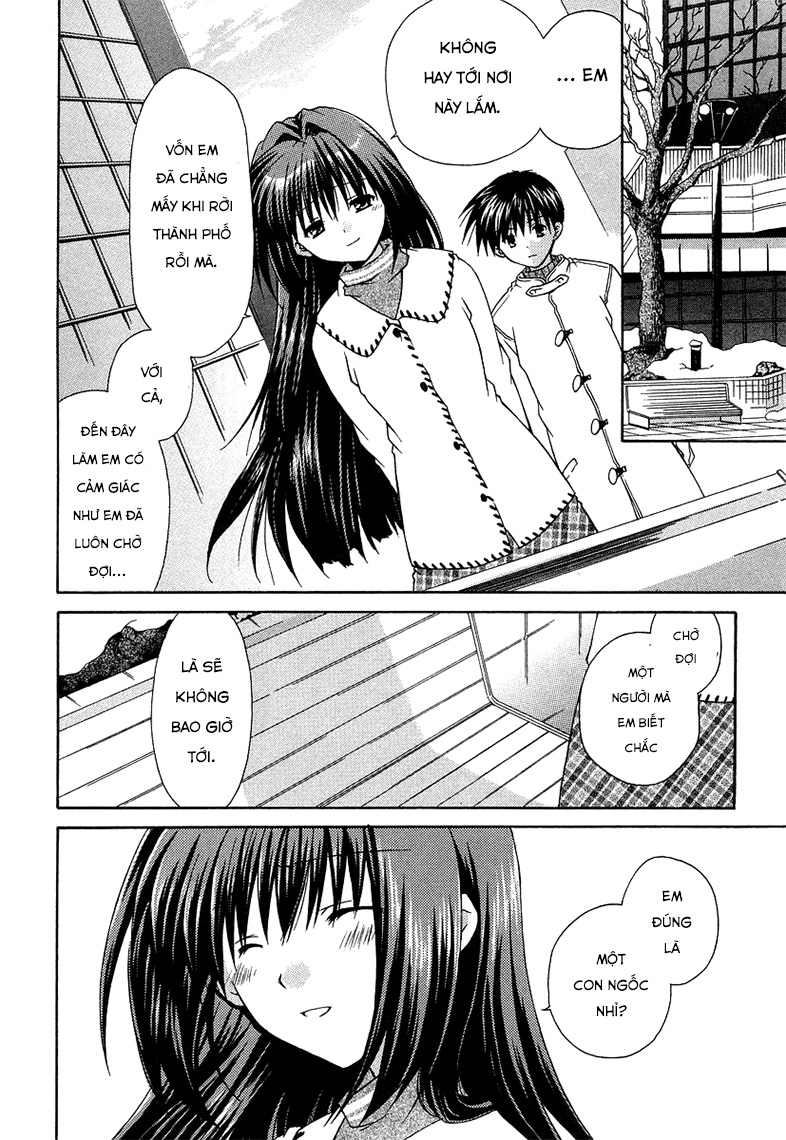 ... EM
KHÔNG
HAY TỚI NƠI
NÀY LẮM.
VỐN EM
ĐÃ CHẲNG
MẤY KHI RỜI
THÀNH PHỐ
RỒI MÀ.
VỚI
CẢ,
ĐẾN ĐÂY
LÀM EM CÓ
CẢM GIÁC
NHƯ EM ĐÃ
LUÔN CHỜ
ĐỢI...
CHỜ
ĐỢI
MỘT
NGƯỜI MÀ
EM BIẾT
CHẮC
LÀ SẼ
KHÔNG
BAO GIỜ
TỚI.
EM
ĐÚNG
LÀ
MỘT
CON NGỐC
NHỈ?